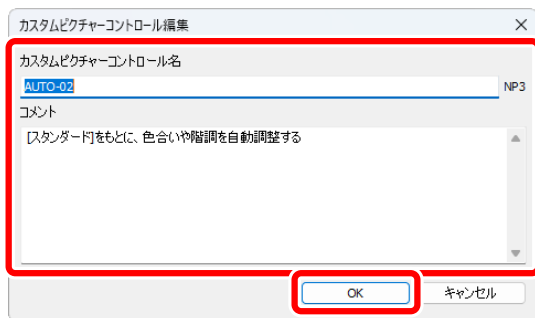 カスタムピクチャーコントロール編集
カスタムピクチャーコントロール名
AUTO-02 NP3
コメント
[スタンダード]をもとに、色合いや階調を自動調整する
OK キャンセル